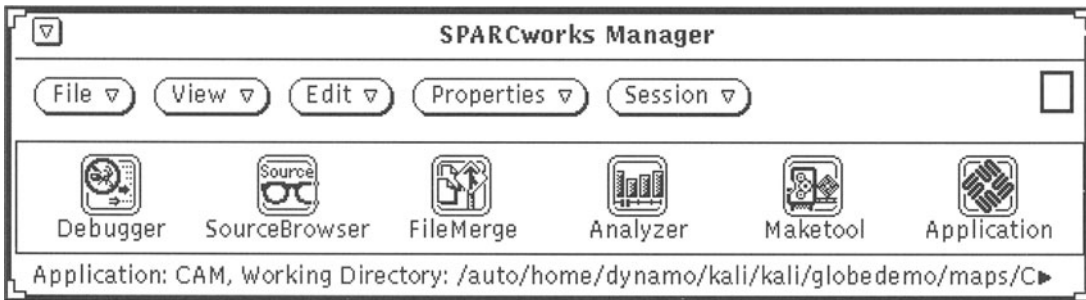 SPARCworks Manager
File View Edit Properties Session
Source
Debugger SourceBrowser FileMerge Analyzer Maketool Application
Application: CAM, Working Directory: /auto/home/dynamo/kali/kali/globedemo/maps/C